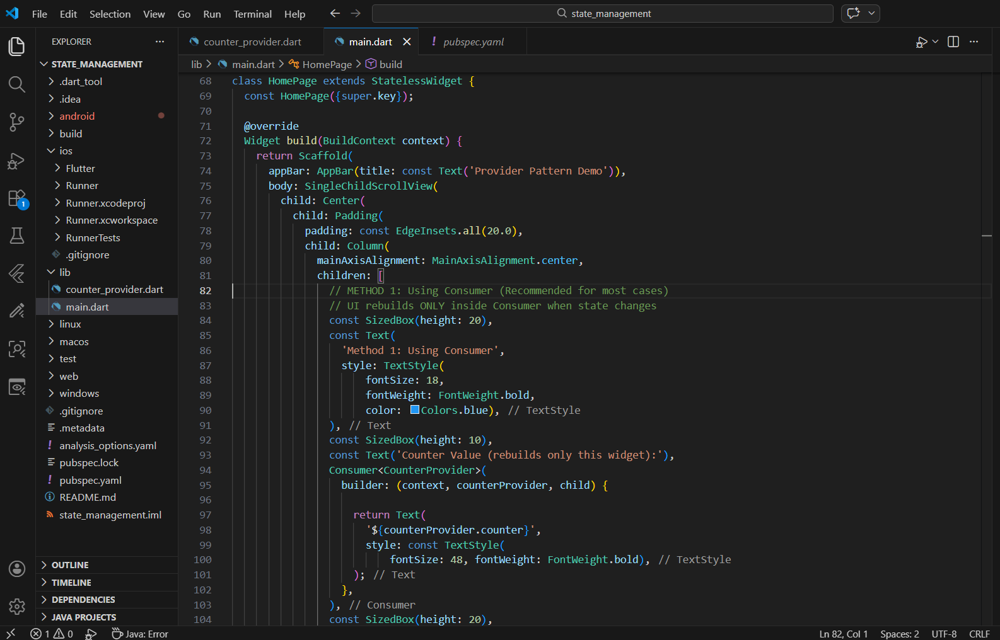 File Edit Selection View Go Run Terminal Help
state_management
EXPLORER
STATE_MANAGEMENT
.dart_tool
.idea
android
build
ios
Flutter
Runner
Runner.xcodeproj
Runner.xcworkspace
RunnerTests
.gitignore
lib
counter_provider.dart
main.dart
linux
macos
test
web
windows
.gitignore
.metadata
analysis_options.yaml
pubspec.lock
pubspec.yaml
README.md
state_management.iml
OUTLINE
TIMELINE
DEPENDENCIES
JAVA PROJECTS
1
counter_provider.dart main.dart ! pubspec.yaml
lib > main.dart > HomePage > build
68 class HomePage extends StatelessWidget {
69 const HomePage({super.key});
70
71 @override
72 Widget build(BuildContext context) {
73 return Scaffold(
74 appBar: AppBar(title: const Text('Provider Pattern Demo')),
75 body: SingleChildScrollView(
76 child: Center(
77 child: Padding(
78 padding: const EdgeInsets.all(20.0),
79 child: Column(
80 mainAxisAlignment: MainAxisAlignment.center,
81 children: [
82 // METHOD 1: Using Consumer (Recommended for most cases)
83 // UI rebuilds ONLY inside Consumer when state changes
84 const SizedBox(height: 20),
85 const Text(
86 'Method 1: Using Consumer',
87 style: TextStyle(
88 fontSize: 18,
89 fontWeight: FontWeight.bold,
90 color: Colors.blue), // TextStyle
91 ), // Text
92 const SizedBox(height: 10),
93 const Text('Counter Value (rebuilds only this widget):'),
94 Consumer<CounterProvider>(
95 builder: (context, counterProvider, child) {
96
97 return Text(
98 '${counterProvider.counter}',
99 style: const TextStyle(
100 fontSize: 48, fontWeight: FontWeight.bold), // TextStyle
101 ); // Text
102 },
103 ), // Consumer
104 const SizedBox(height: 20),
1 0 Java: Error Ln 82, Col 1 Spaces: 2 UTF-8 CRLF